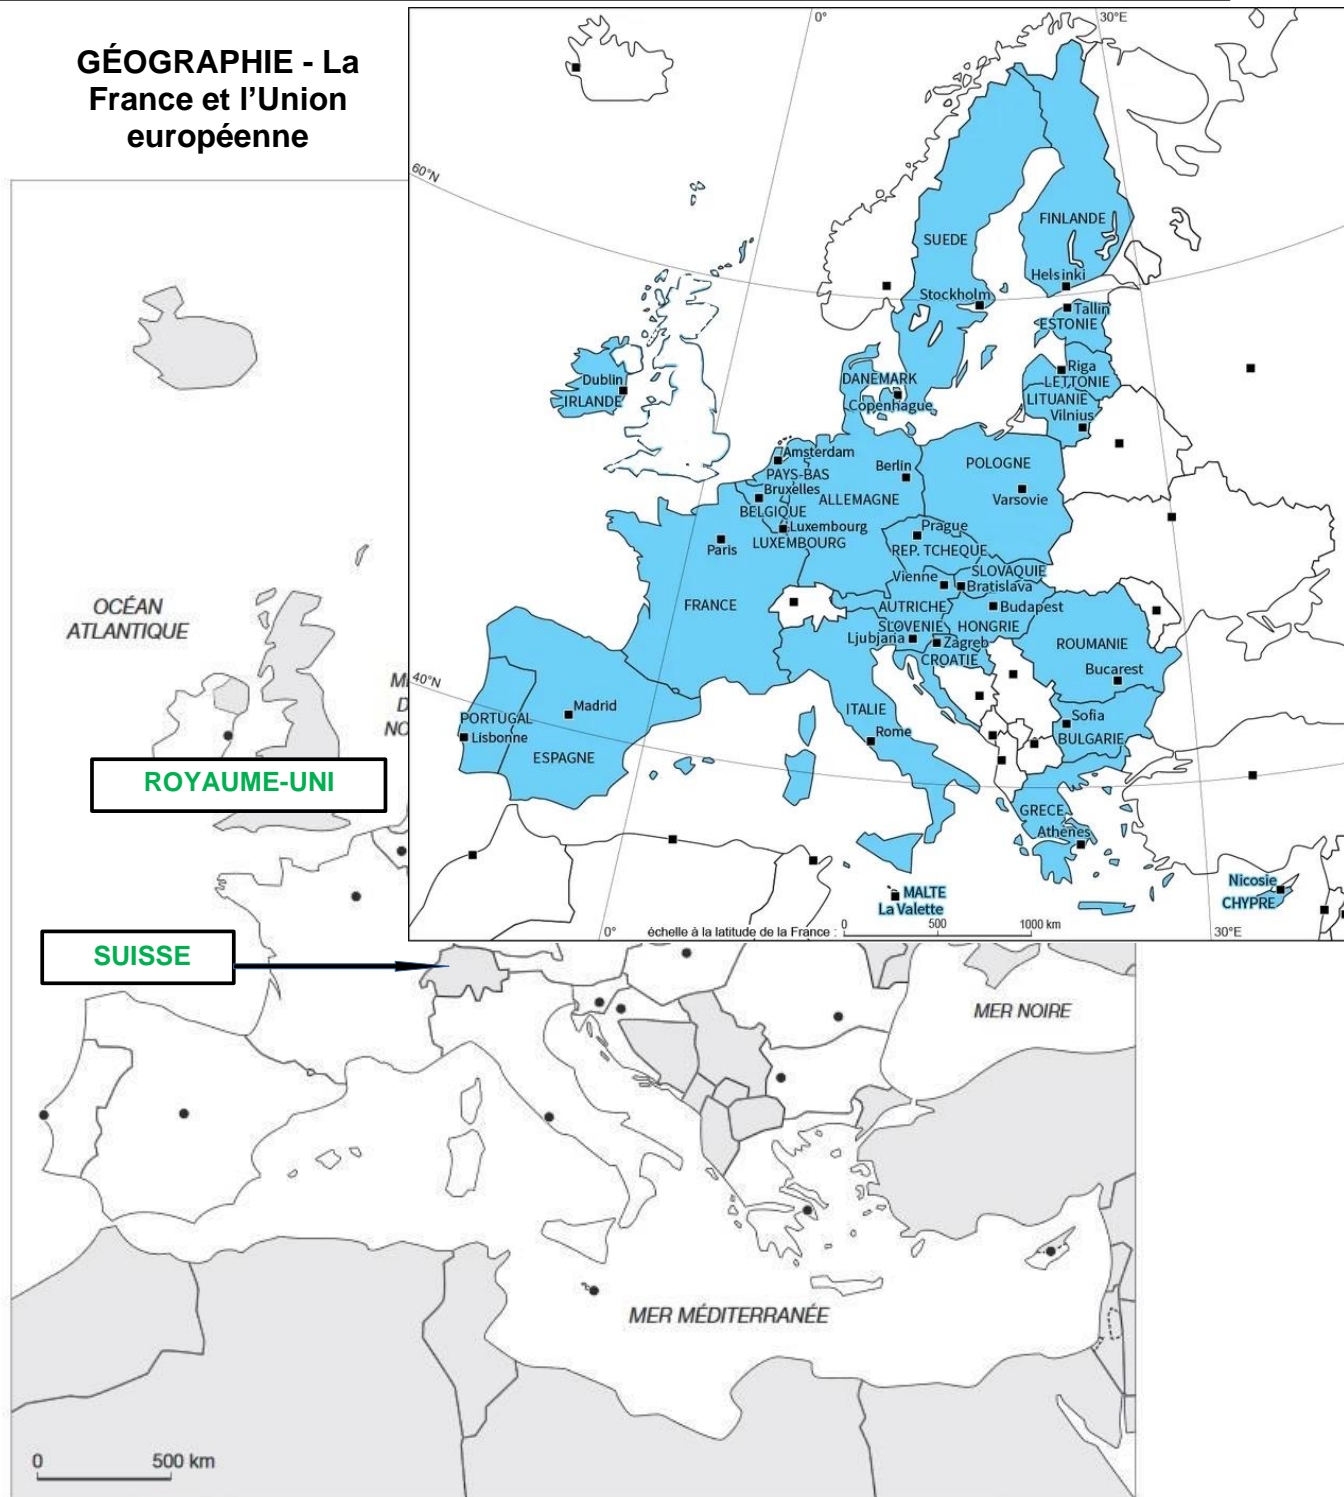 GÉOGRAPHIE - La
France et l'Union
européenne
0°
30°E
60°N
FINLANDE
SUEDE
Helsinki
Stockholm
Tallin
ESTONIE
Riga
LETTONIE
DANEMARK
Dublin
LITUANIE
IRLANDE
Copenhague
Vilnius
Amsterdam
PAYS-BAS
Berlin
POLOGNE
Bruxelles
ALLEMAGNE
Varsovie
BELGIQUE
Luxembourg
Prague
Paris
LUXEMBOURG
REP. TCHEQUE
SLOVAQUIE
Vienne
Bratislava
FRANCE
AUTRICHE
Budapest
SLOVENIE
HONGRIE
Ljubjana
Zagreb
ROUMANIE
CROATIE
Bucarest
40°N
Madrid
ITALIE
PORTUGAL
Sofia
Lisbonne
Rome
BULGARIE
ESPAGNE
GRECE
Athènes
Nicosie
MALTE
CHYPRE
La Valette
échelle à la latitude de la France :
0
500
1000 km
0°
30°E
OCÉAN
ATLANTIQUE
ROYAUME-UNI
SUISSE
MER NOIRE
MER MÉDITERRANÉE
0
500 km